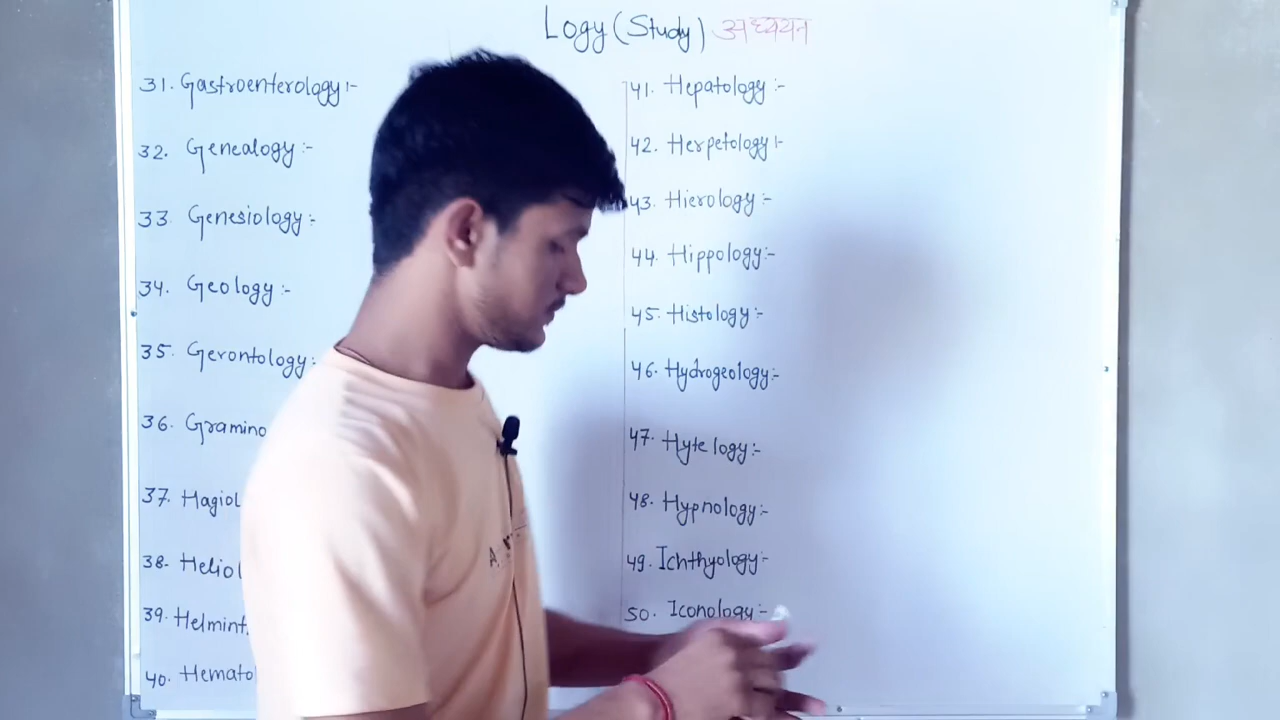 Logy (Study) अध्ययन
31. Gastroenterology :-
32. Genealogy :-
33. Genesiology :-
34. Geology :-
35. Gerontology :
36. Gramino
37. Hagiol
38. Heliol
39. Helmint
40. Hemato
41. Hepatology :-
42. Herpetology :-
43. Hierology :-
44. Hippology :-
45. Histology :-
46. Hydrogeology :-
47. Hyte logy :-
48. Hypnology :-
49. Ichthyology :-
50. Iconology :-